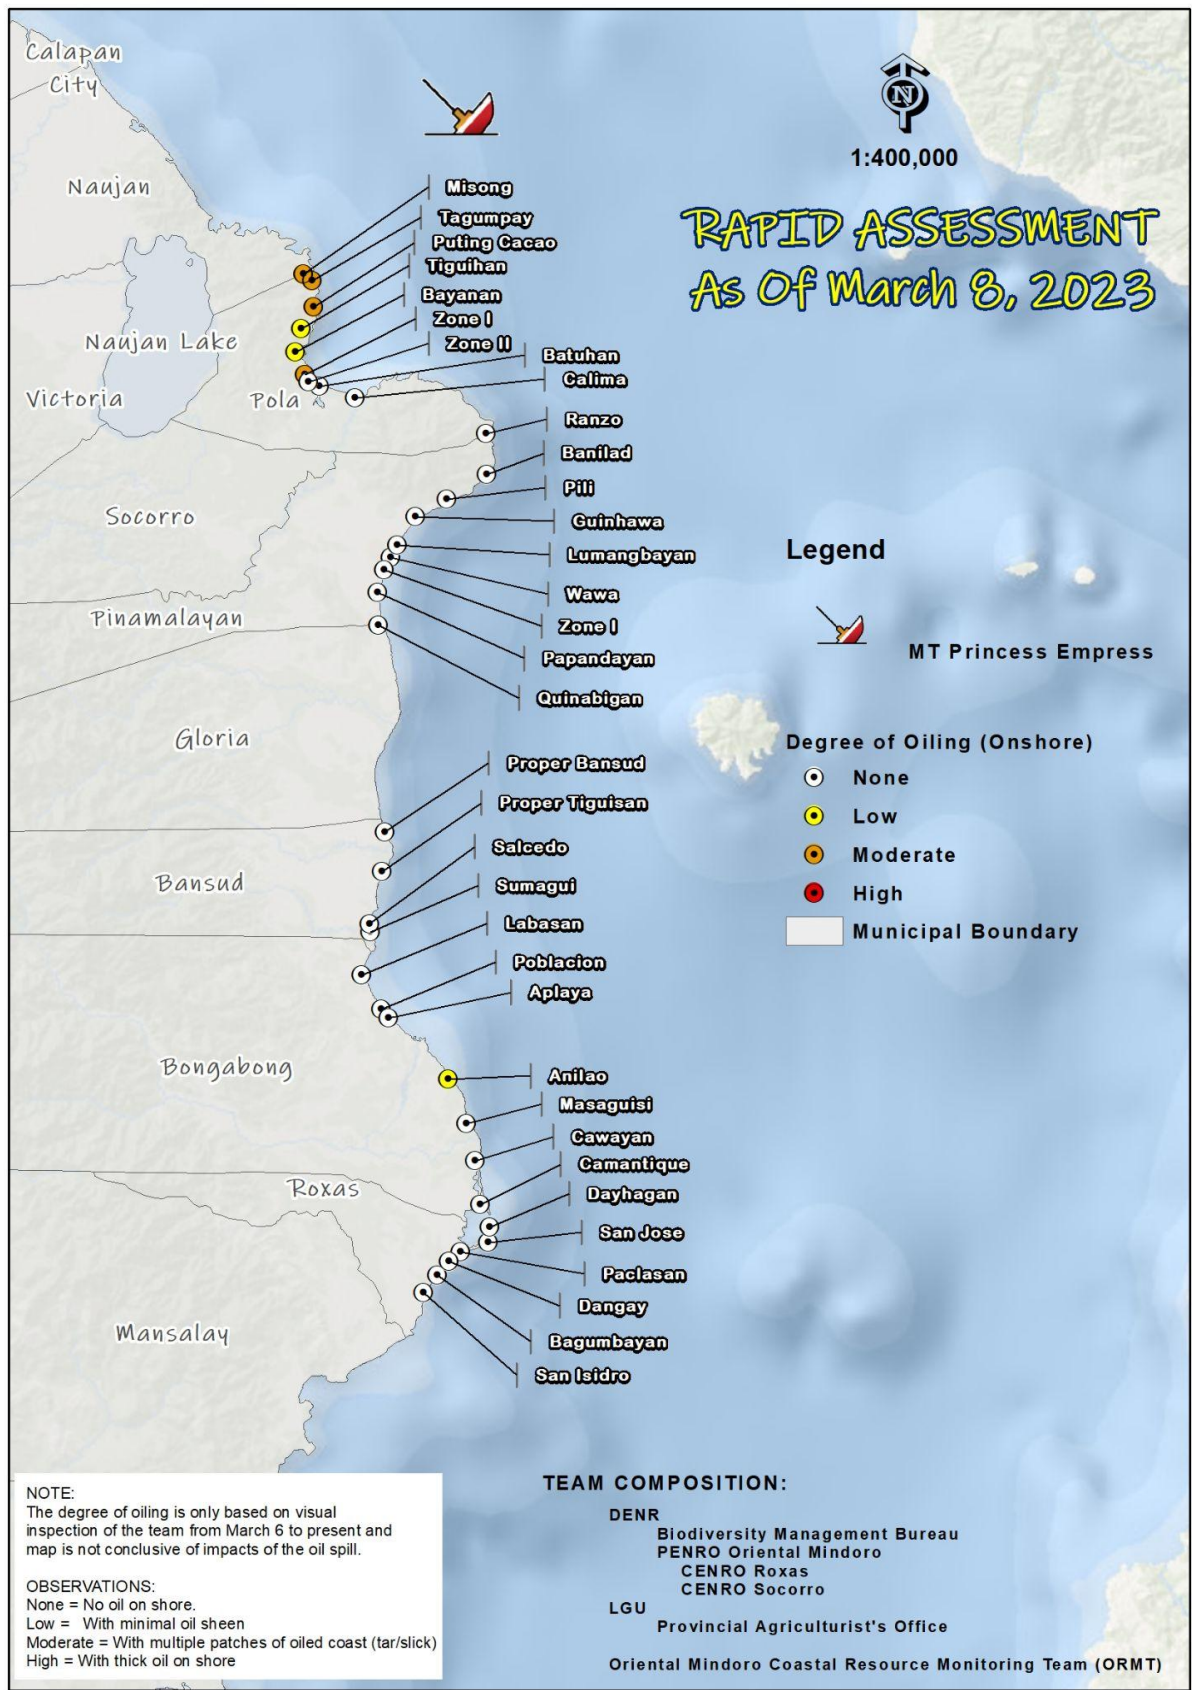 Calapan
City
Naujan
N
1:400,000
RAPID ASSESSMENT
As Of March 8, 2023
Misong
Tagumpay
Puting Cacao
Tiguihan
Bayanan
Zone I
Zone II
Batuhan
Calima
Naujan Lake
Victoria
Pola
Ranzo
Banilad
Pili
Guinhawa
Lumangbayan
Wawa
Zone I
Papandayan
Quinabigan
Socorro
Pinamalayan
Gloria
Proper Bansud
Proper Tiguisan
Salcedo
Sumagui
Labasan
Poblacion
Aplaya
Bansud
Bongabong
Anilao
Masaguisi
Cawayan
Camantique
Dayhagan
San Jose
Paclasan
Dangay
Bagumbayan
San Isidro
Roxas
Mansalay
Legend
MT Princess Empress
Degree of Oiling (Onshore)
None
Low
Moderate
High
Municipal Boundary
NOTE:
The degree of oiling is only based on visual
inspection of the team from March 6 to present and
map is not conclusive of impacts of the oil spill.
OBSERVATIONS:
None = No oil on shore.
Low = With minimal oil sheen
Moderate = With multiple patches of oiled coast (tar/slick)
High = With thick oil on shore
TEAM COMPOSITION:
DENR
Biodiversity Management Bureau
PENRO Oriental Mindoro
CENRO Roxas
CENRO Socorro
LGU
Provincial Agriculturist's Office
Oriental Mindoro Coastal Resource Monitoring Team (ORMT)